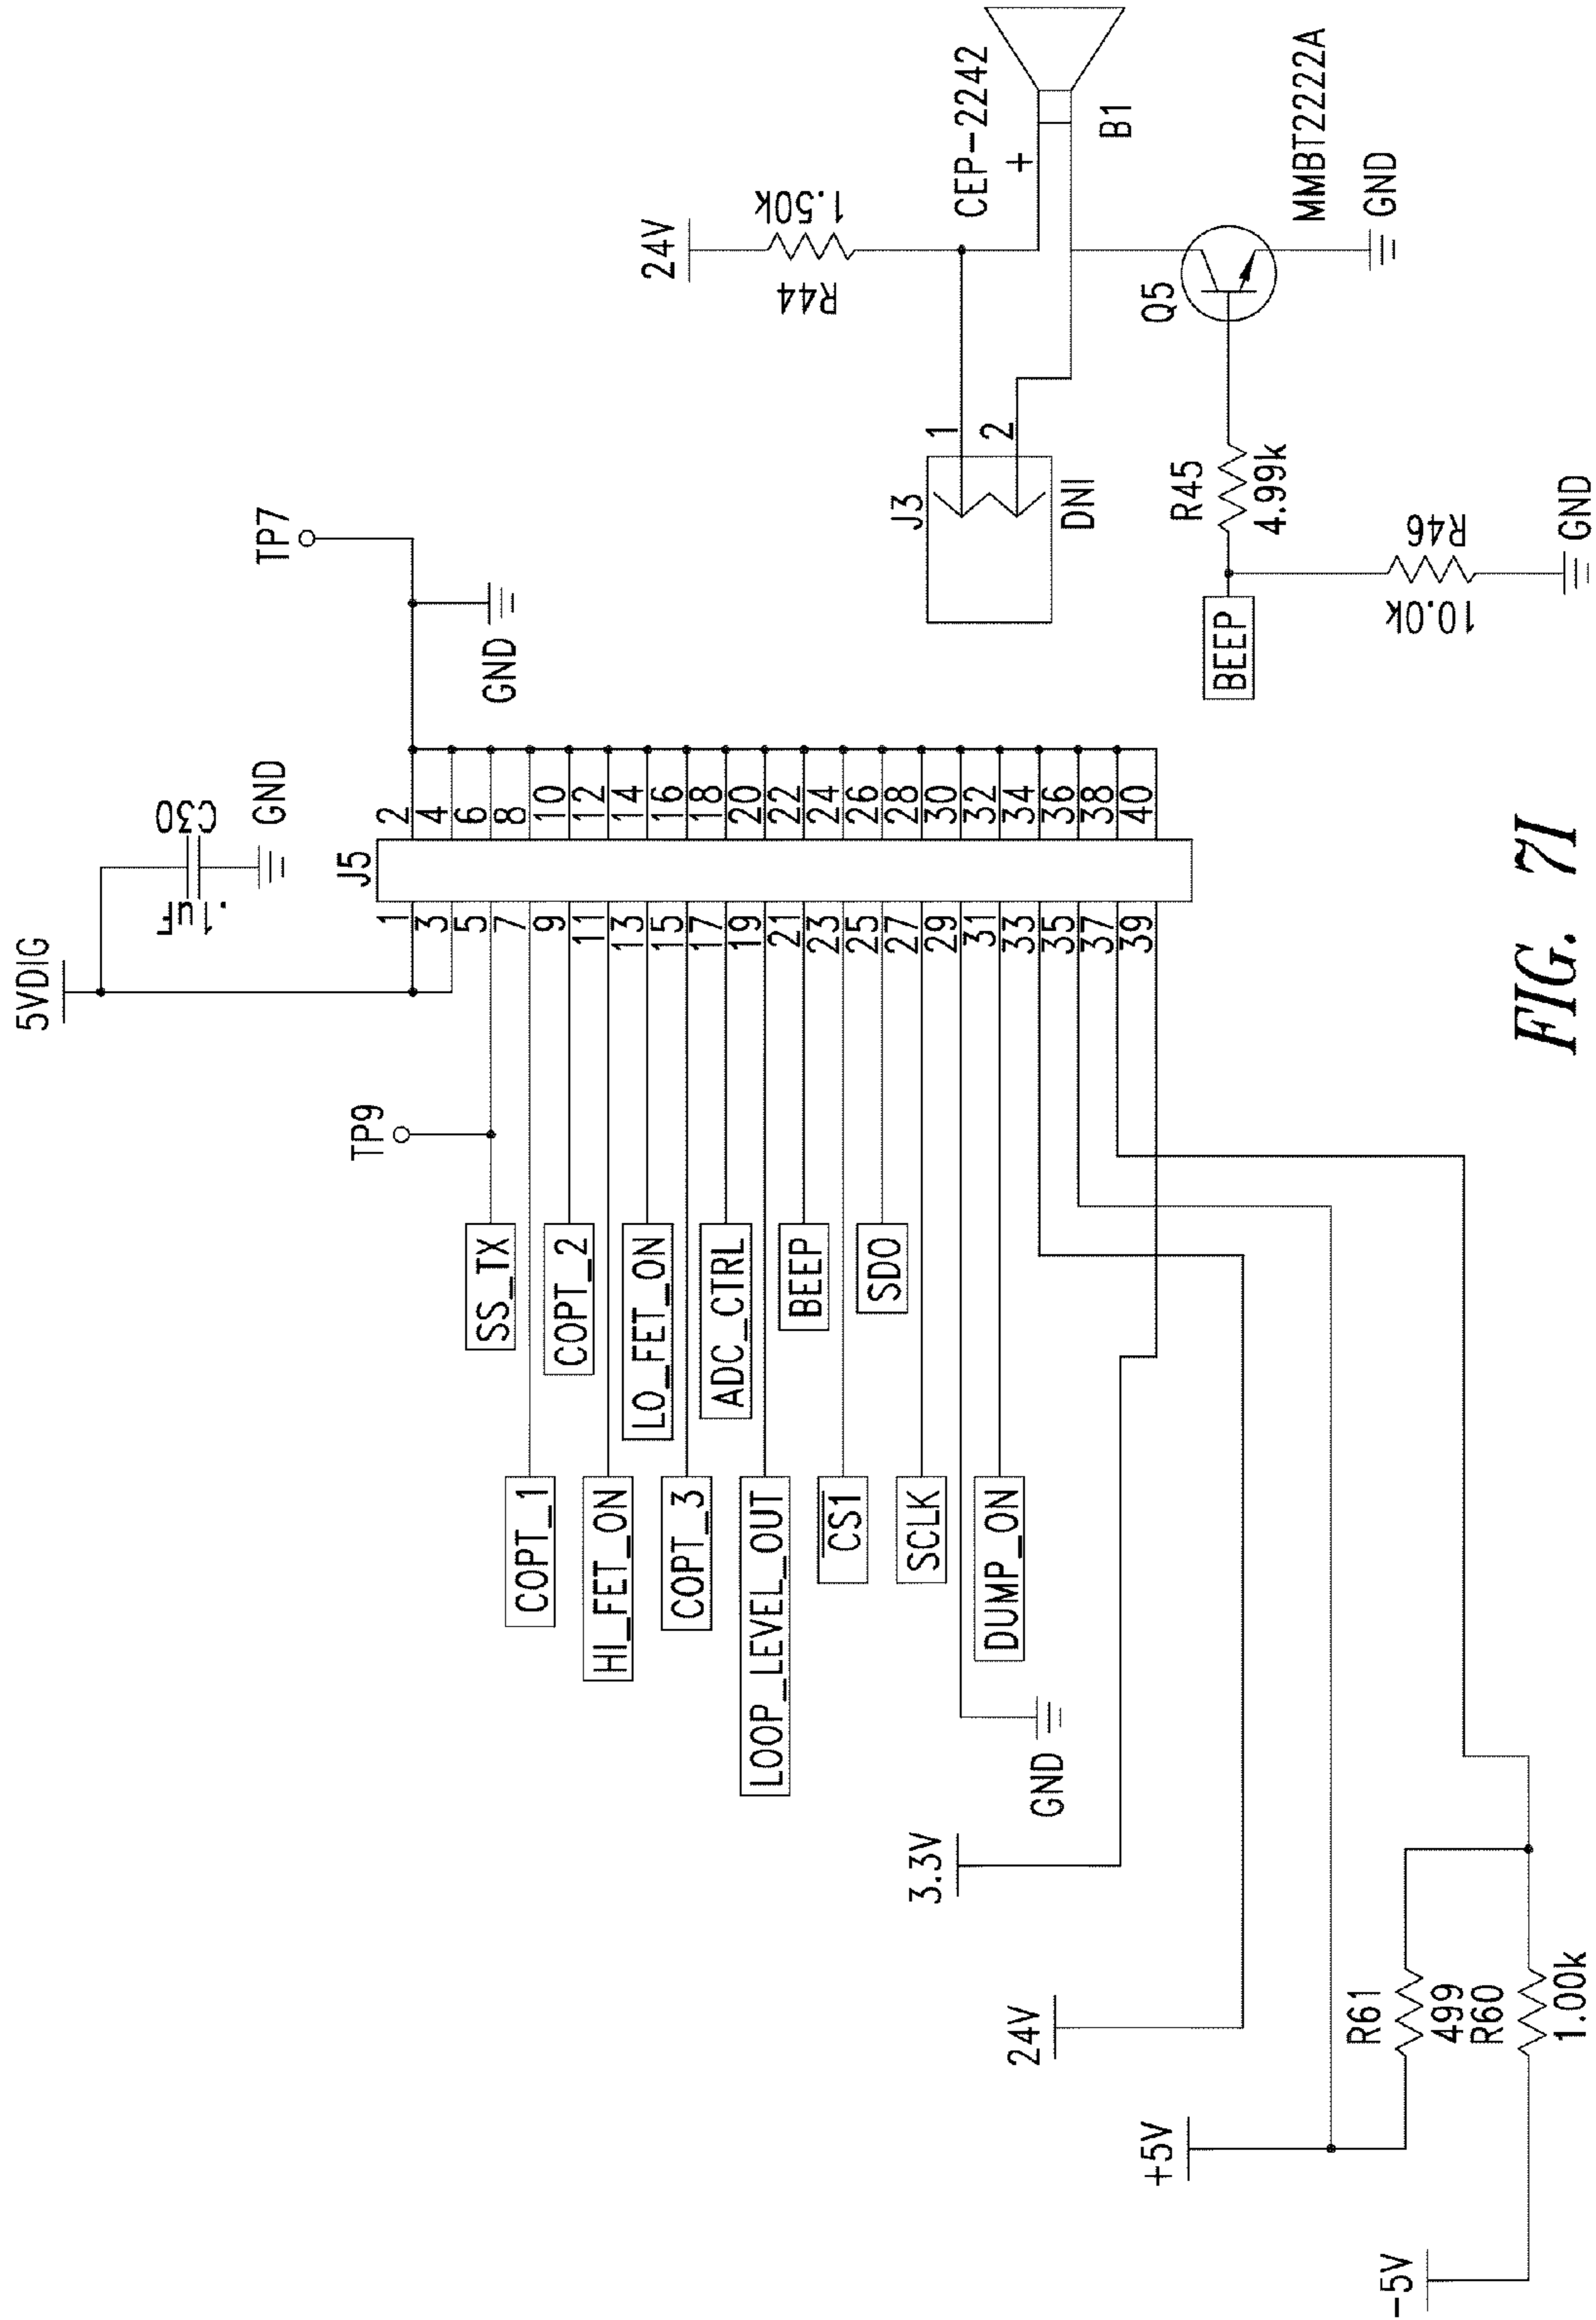 5VDIG
C30
.1uF
GND
TP7
GND
TP9
J5
1 2
3 4
5 6
7 8
9 10
11 12
13 14
15 16
17 18
19 20
21 22
23 24
25 26
27 28
29 30
31 32
33 34
35 36
37 38
39 40
SS_TX
COPT_1
COPT_2
HI_FET_ON
LO_FET_ON
COPT_3
ADC_CTRL
LOOP_LEVEL_OUT
BEEP
CS1
SDO
SCLK
DUMP_ON
GND
3.3V
24V
+5V
-5V
R61
499
R60
1.00k
24V
R44
1.50k
CEP-2242
+
B1
J3
1
2
DNI
Q5
MMBT2222A
GND
R45
4.99k
BEEP
R46
10.0k
GND
FIG. 7I